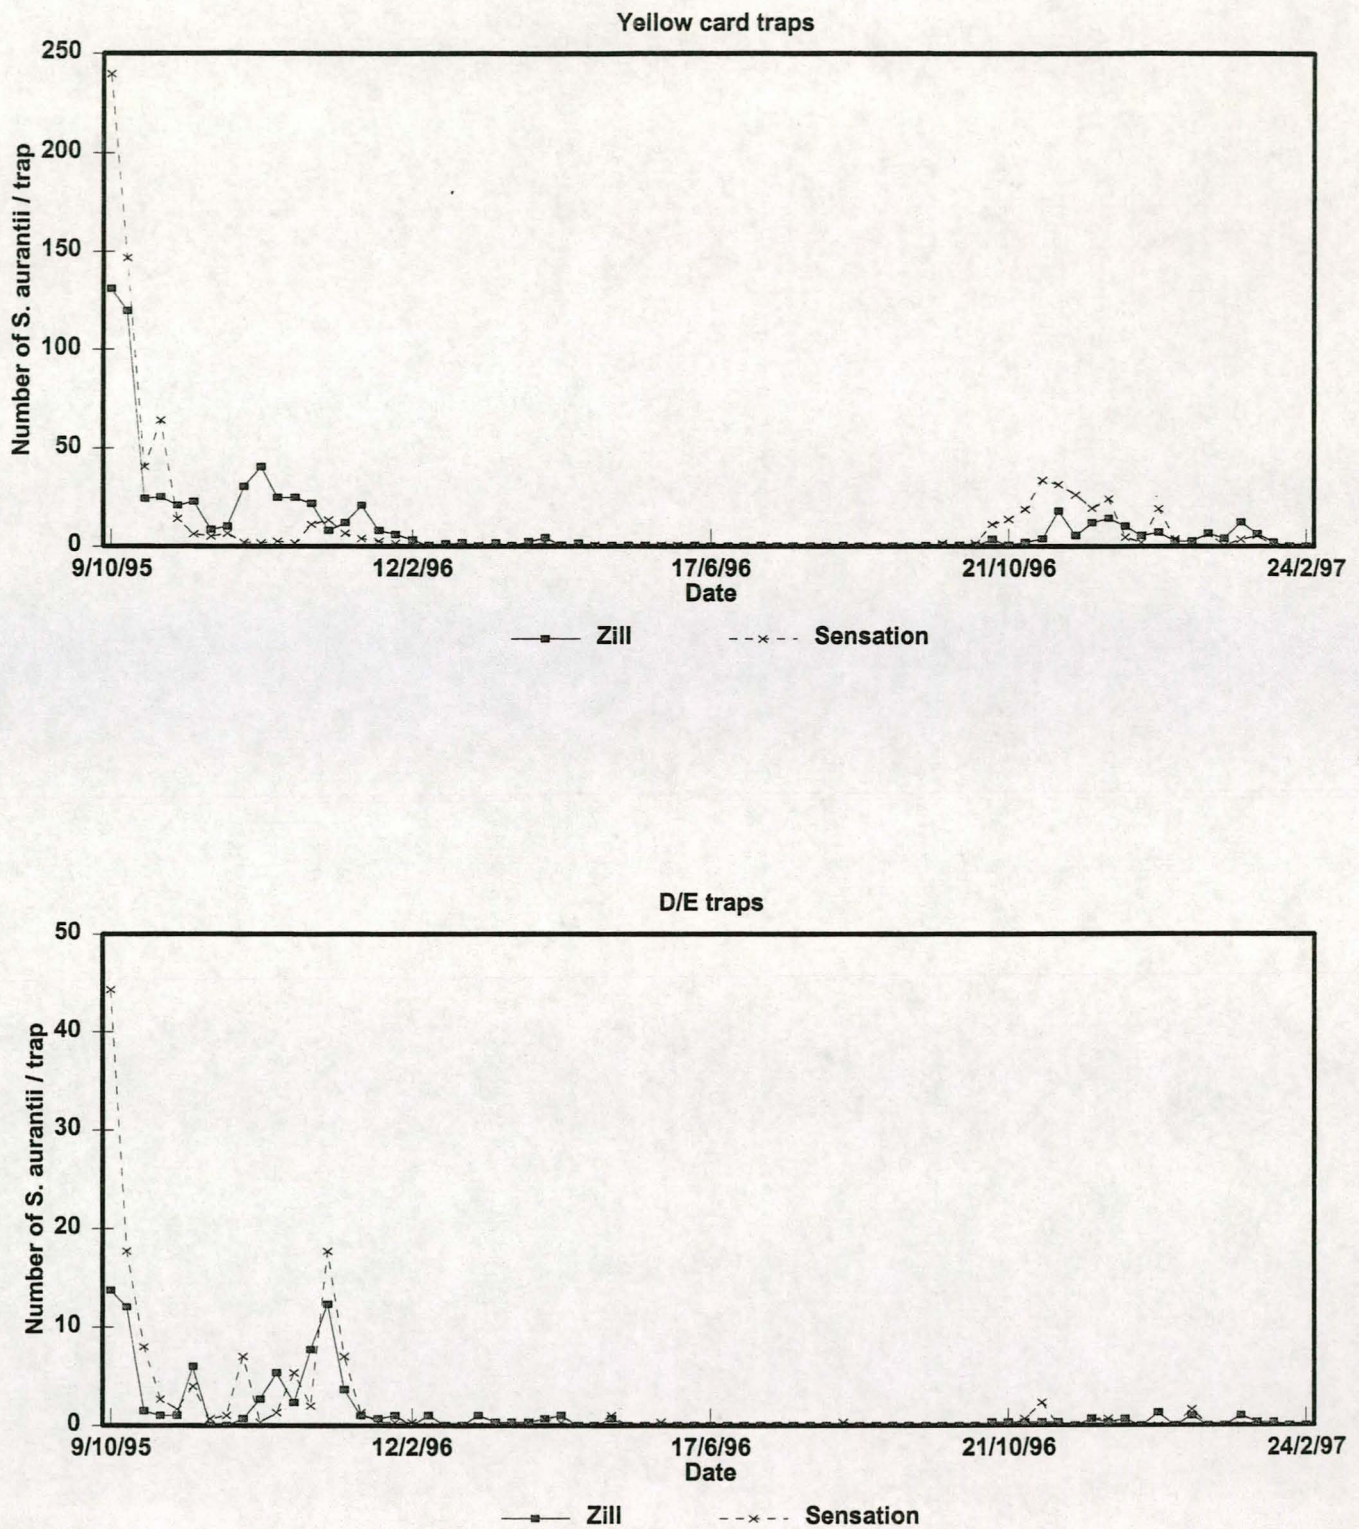 Yellow card traps
Number of S. aurantii / trap
250
200
150
100
50
0
9/10/95 12/2/96 17/6/96 21/10/96 24/2/97
Date
Zill Sensation
D/E traps
Number of S. aurantii / trap
50
40
30
20
10
0
9/10/95 12/2/96 17/6/96 21/10/96 24/2/97
Date
Zill Sensation